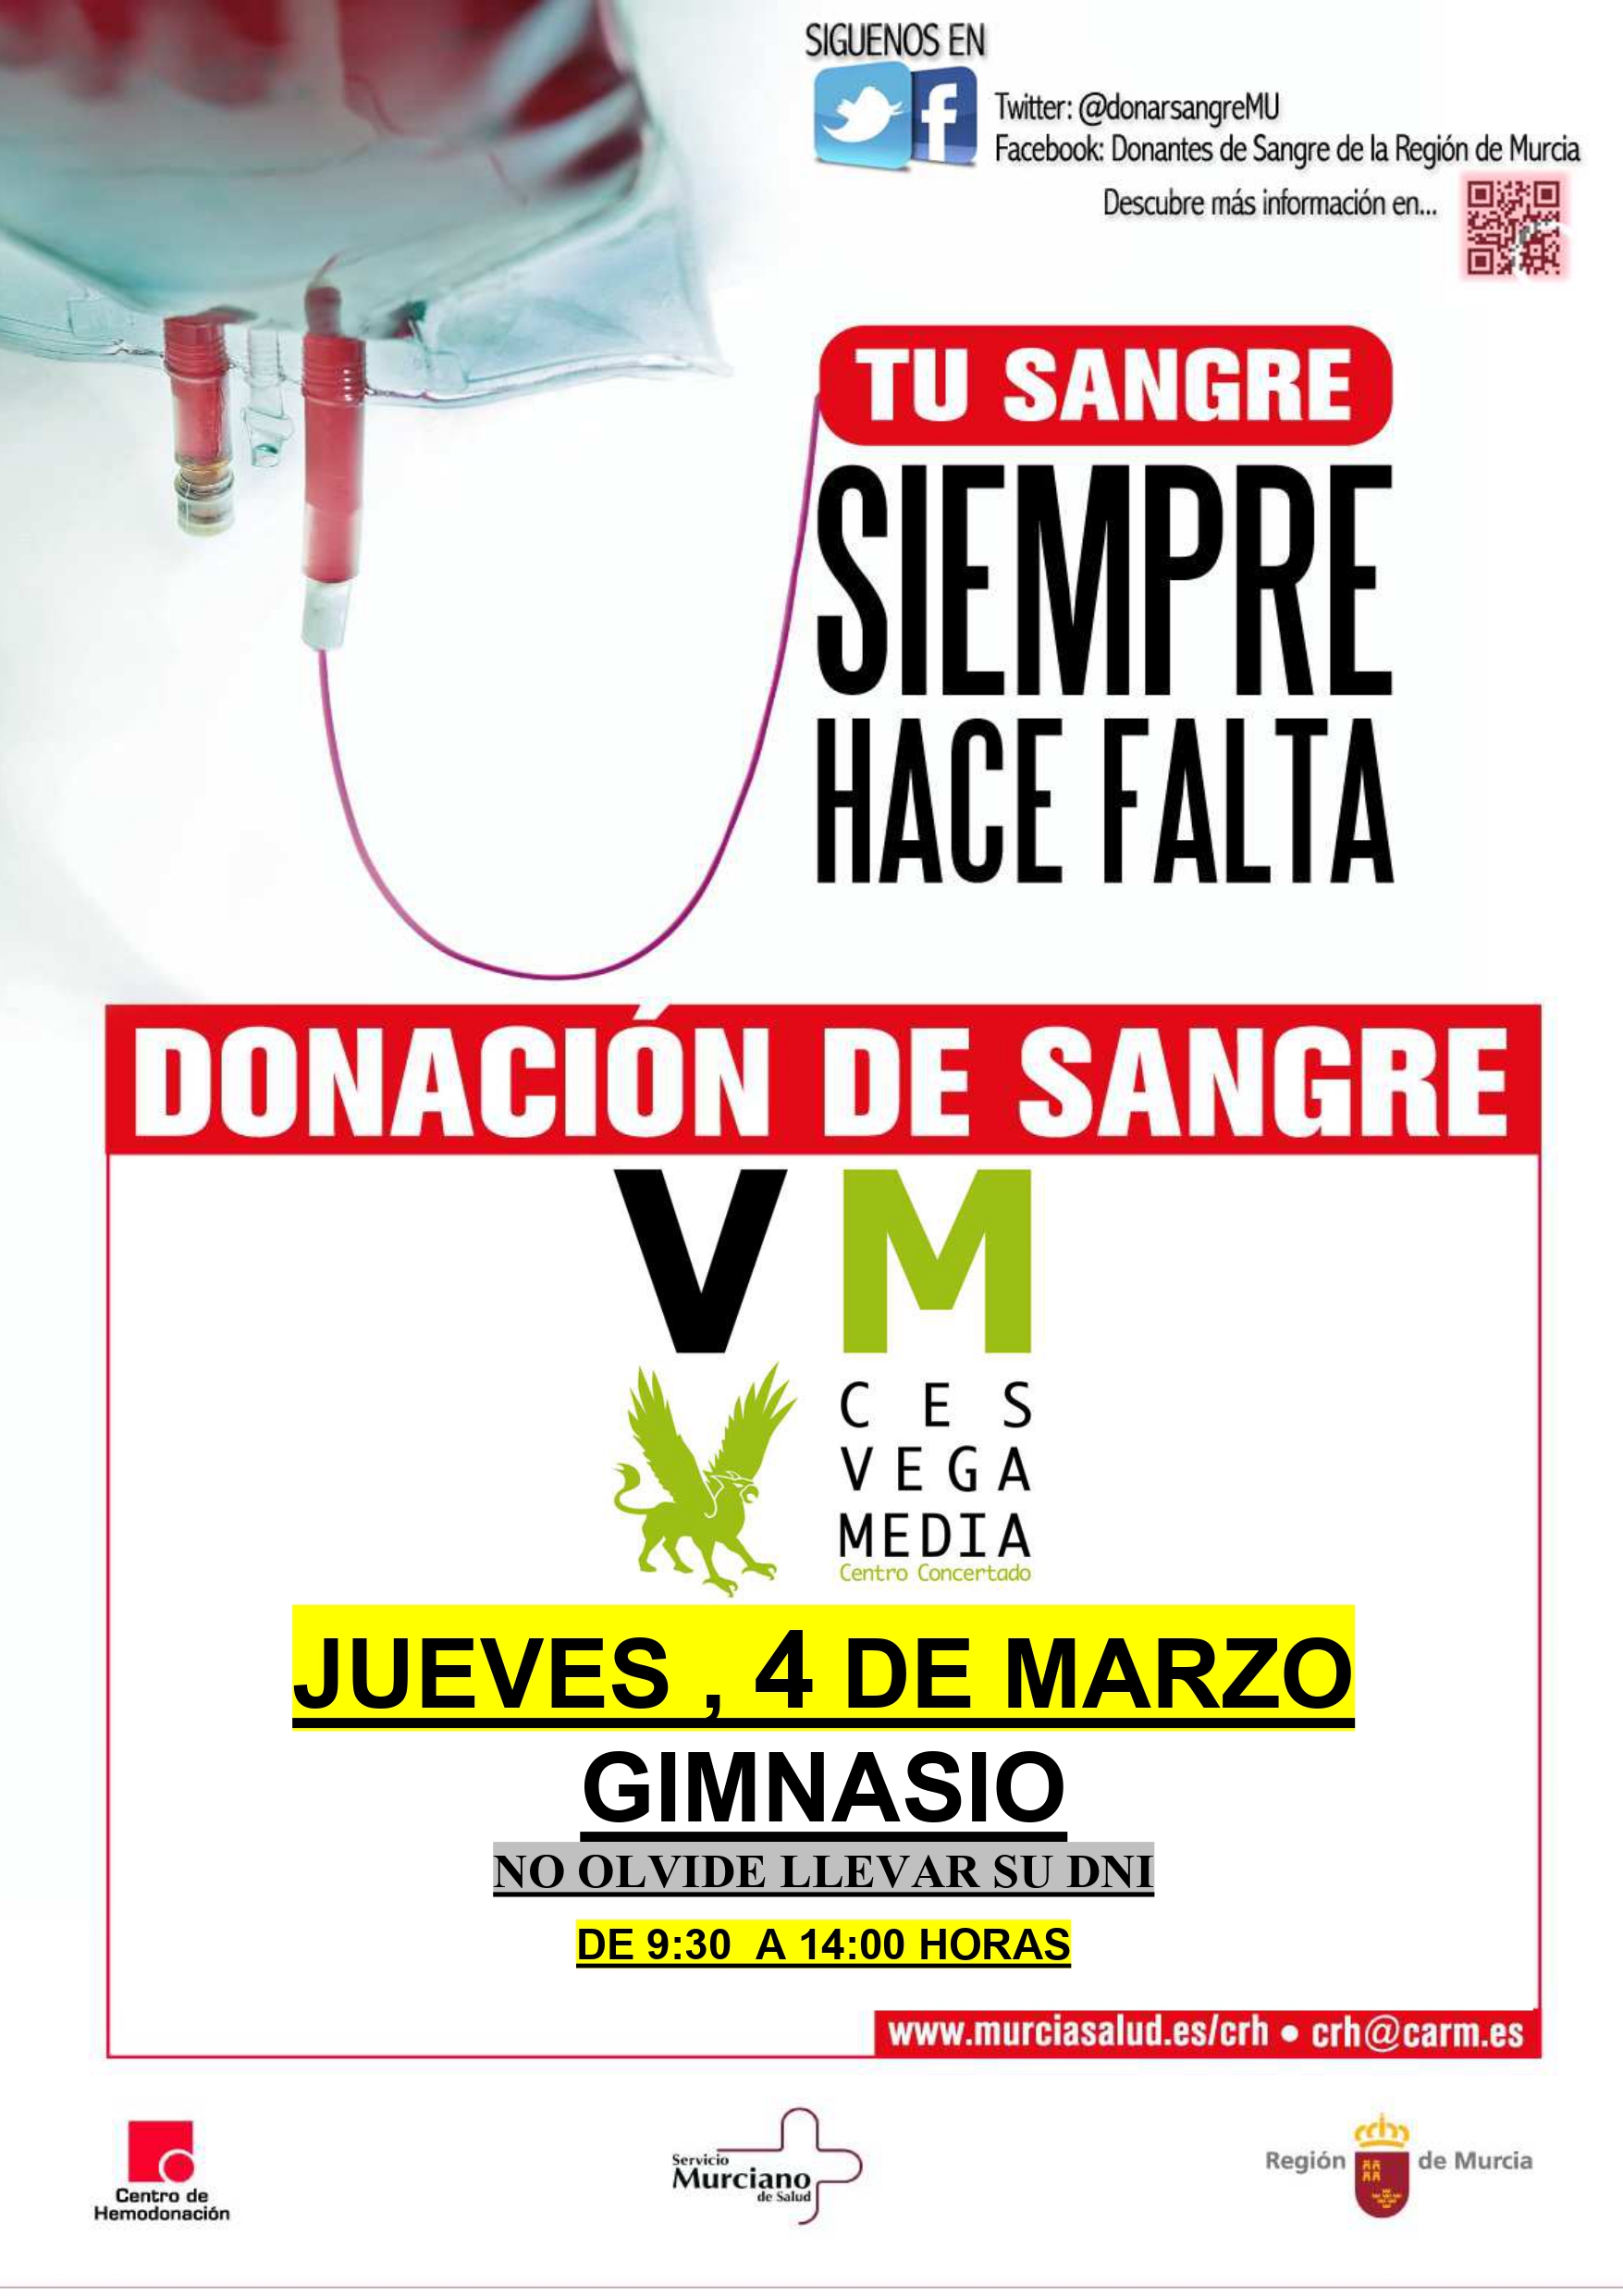 SIGUENOS EN
Twitter: @donarsangreMU
Facebook: Donantes de Sangre de la Región de Murcia
Descubre más información en...
TU SANGRE
SIEMPRE
HACE FALTA
DONACIÓN DE SANGRE
VM
CES
VEGA
MEDIA
Centro Concertado
JUEVES , 4 DE MARZO
GIMNASIO
NO OLVIDE LLEVAR SU DNI
DE 9:30  A 14:00 HORAS
www.murciasalud.es/crh • crh@carm.es
Centro de
Hemodonación
Servicio
Murciano
de Salud
Región de Murcia